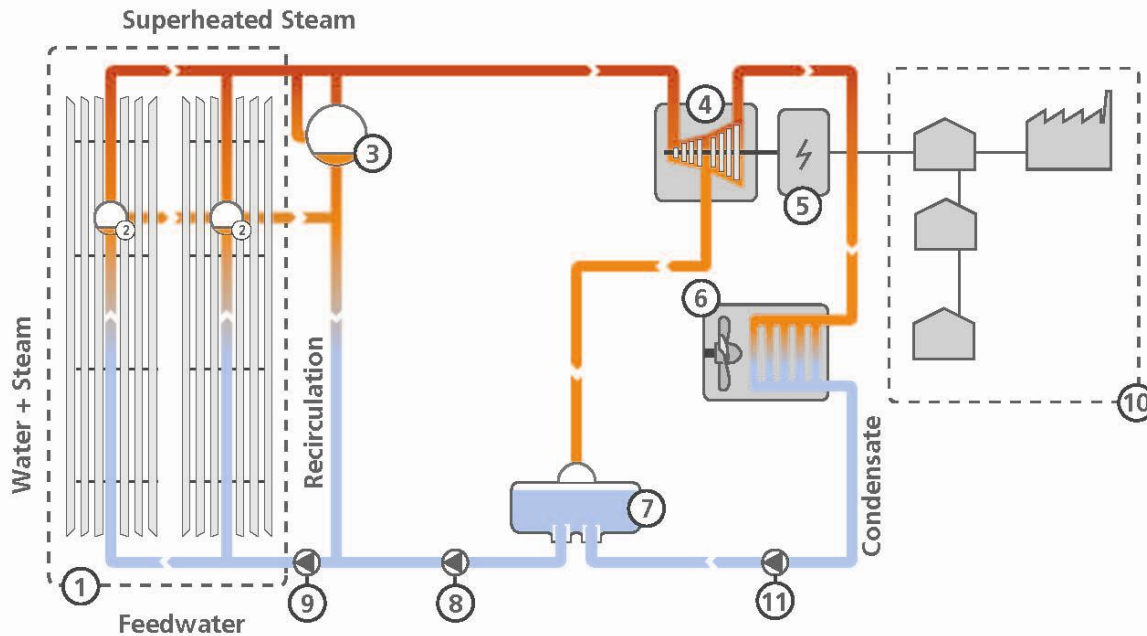 Superheated Steam
4
3
5
2
2
6
Water + Steam
Recirculation
10
7
Condensate
1
9
8
11
Feedwater